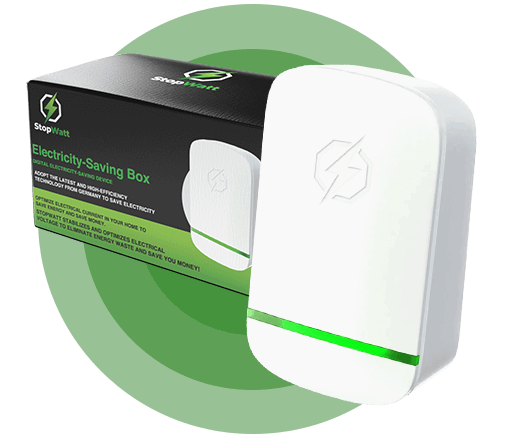 StopWatt
StopWatt
Electricity-Saving Box
DIGITAL ELECTRICITY-SAVING DEVICE
ADOPT THE LATEST AND HIGH-EFFICIENCY
TECHNOLOGY FROM GERMANY TO SAVE ELECTRICITY
OPTIMIZE ELECTRICAL CURRENT IN YOUR HOME TO
SAVE ENERGY AND SAVE MONEY.
STOPWATT STABILIZES AND OPTIMIZES ELECTRICAL
VOLTAGE TO ELIMINATE ENERGY WASTE AND SAVE YOU MONEY!